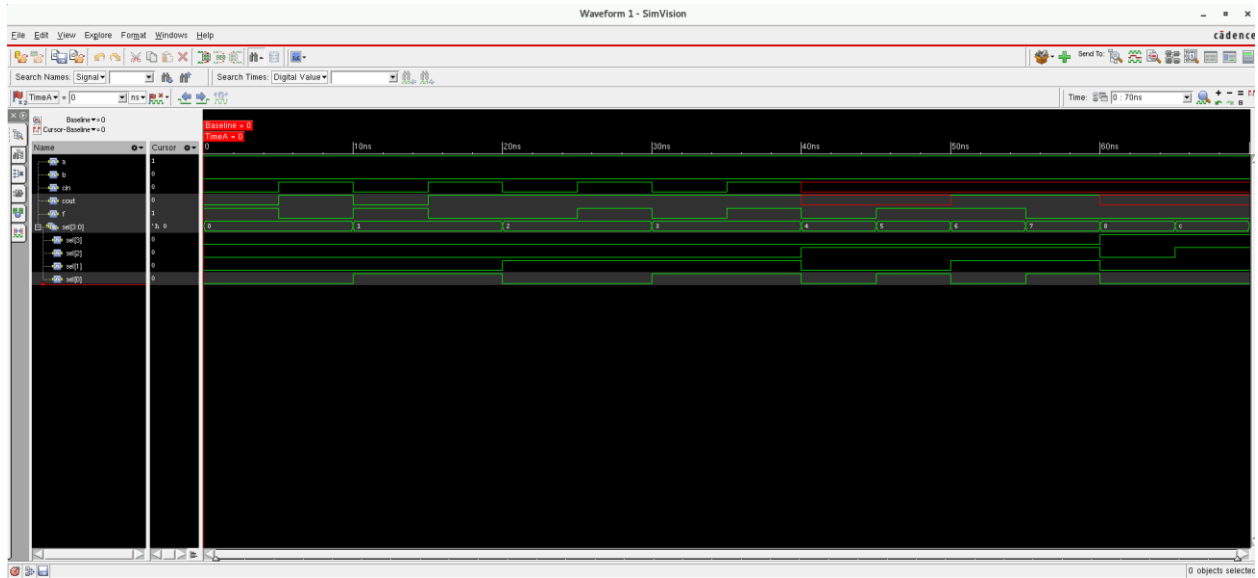 Waveform 1 - SimVision
File Edit View Explore Format Windows Help
cādence
Send To:
Search Names: Signal
Search Times: Digital Value
TimeA = 0
ns
Time: 0 : 70ns
Baseline = 0
Cursor-Baseline = 0
Baseline = 0
TimeA = 0
Name Cursor 0 10ns 20ns 30ns 40ns 50ns 60ns
a 1
b 0
cin 0
cout 0
f 1
sel[3:0] 'h 0 0 1 2 3 4 5 6 7 8 C
sel[3] 0
sel[2] 0
sel[1] 0
sel[0] 0
0 objects selected